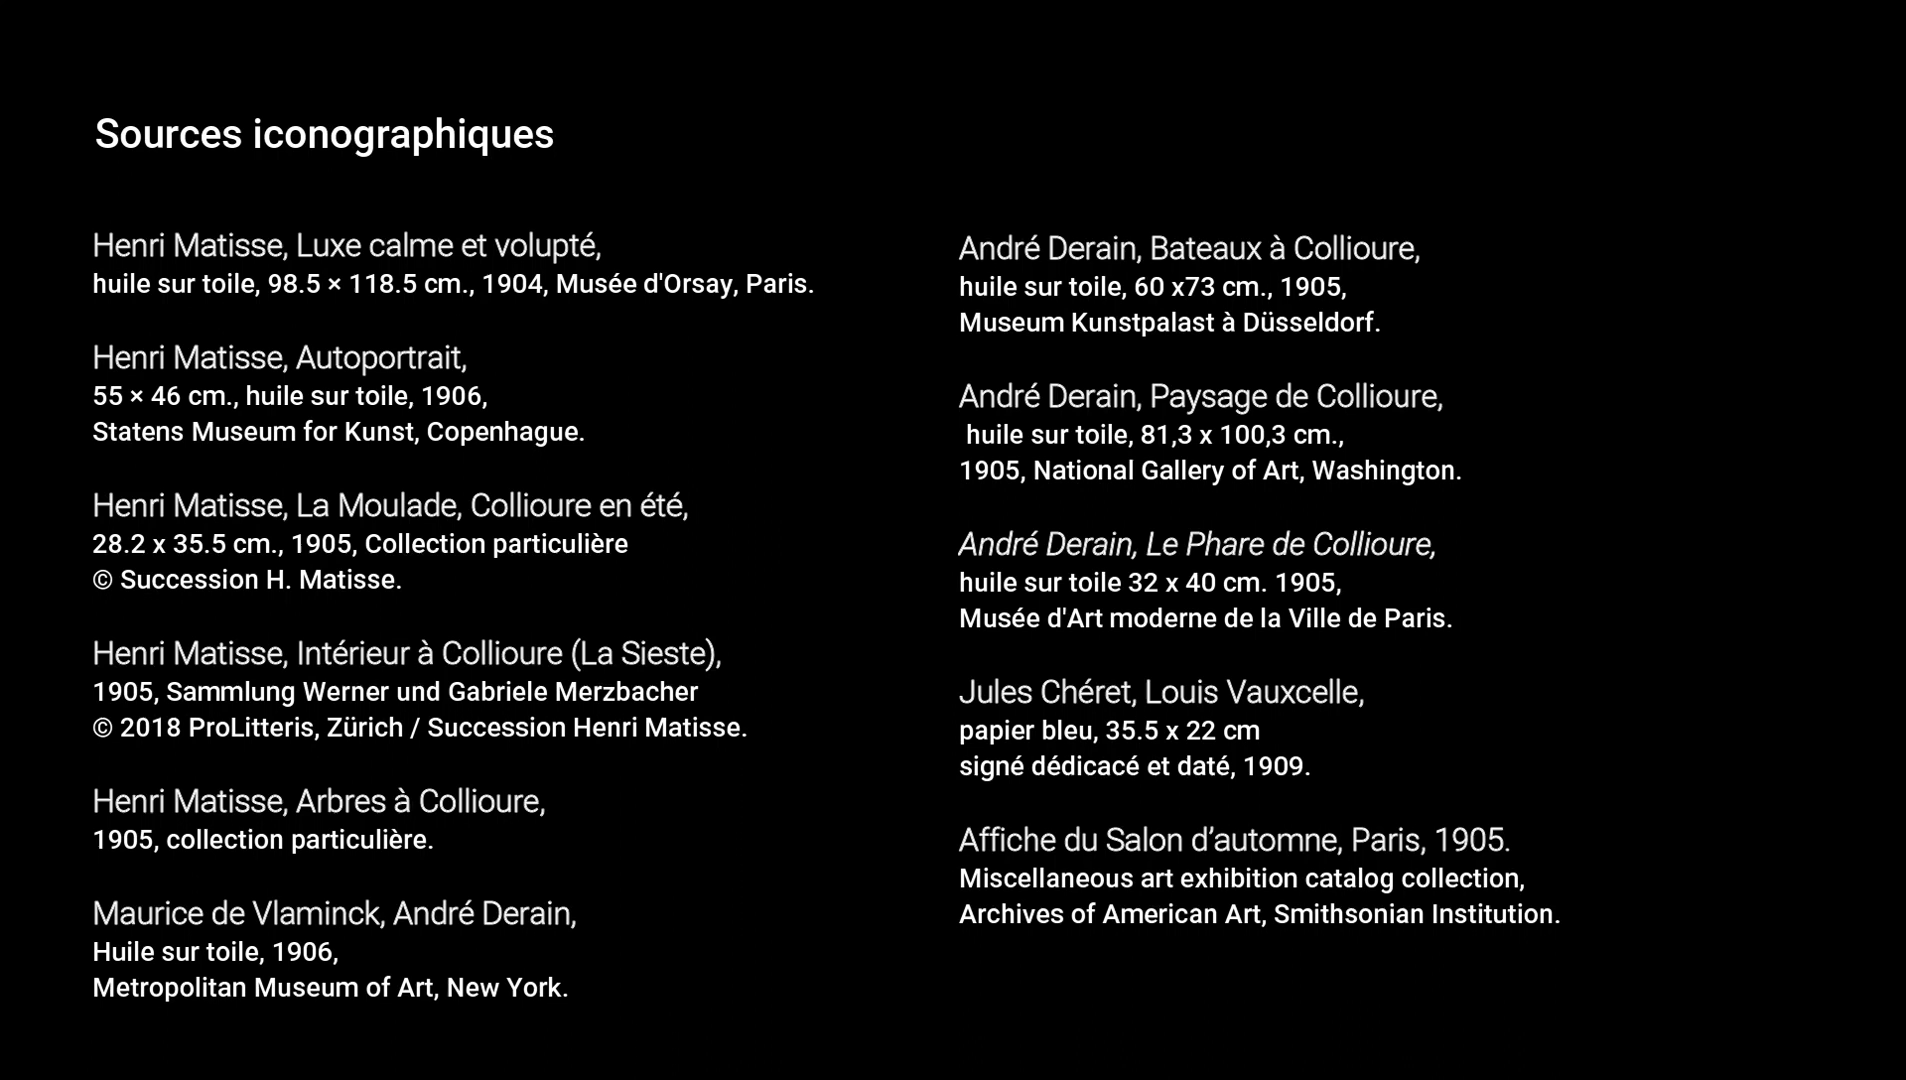 Sources iconographiques
Henri Matisse, Luxe calme et volupté,
huile sur toile, 98.5 × 118.5 cm., 1904, Musée d'Orsay, Paris.
Henri Matisse, Autoportrait,
55 × 46 cm., huile sur toile, 1906,
Statens Museum for Kunst, Copenhague.
Henri Matisse, La Moulade, Collioure en été,
28.2 x 35.5 cm., 1905, Collection particulière
© Succession H. Matisse.
Henri Matisse, Intérieur à Collioure (La Sieste),
1905, Sammlung Werner und Gabriele Merzbacher
© 2018 ProLitteris, Zürich / Succession Henri Matisse.
Henri Matisse, Arbres à Collioure,
1905, collection particulière.
Maurice de Vlaminck, André Derain,
Huile sur toile, 1906,
Metropolitan Museum of Art, New York.
André Derain, Bateaux à Collioure,
huile sur toile, 60 x73 cm., 1905,
Museum Kunstpalast à Düsseldorf.
André Derain, Paysage de Collioure,
huile sur toile, 81,3 x 100,3 cm.,
1905, National Gallery of Art, Washington.
André Derain, Le Phare de Collioure,
huile sur toile 32 x 40 cm. 1905,
Musée d'Art moderne de la Ville de Paris.
Jules Chéret, Louis Vauxcelle,
papier bleu, 35.5 x 22 cm
signé dédicacé et daté, 1909.
Affiche du Salon d’automne, Paris, 1905.
Miscellaneous art exhibition catalog collection,
Archives of American Art, Smithsonian Institution.